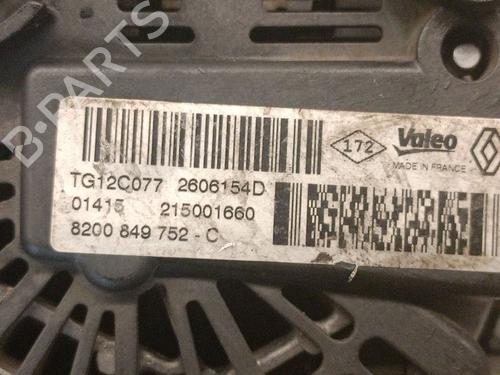 B-PARTS
172
Valeo
MADE IN FRANCE
TG12C077 2606154D
01415 215001660
8200 849 752 - C